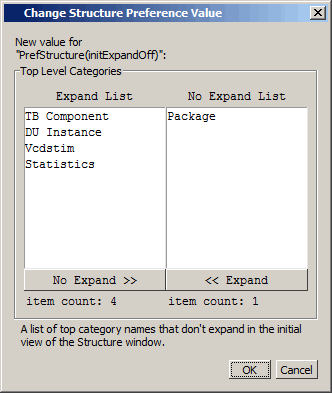 Change Structure Preference Value
New value for
"PrefStructure(initExpandOff)":
Top Level Categories
Expand List
No Expand List
TB Component
DU Instance
Vcdstim
Statistics
Package
No Expand >>
<< Expand
item count: 4
item count: 1
A list of top category names that don't expand in the initial
view of the Structure window.
OK
Cancel